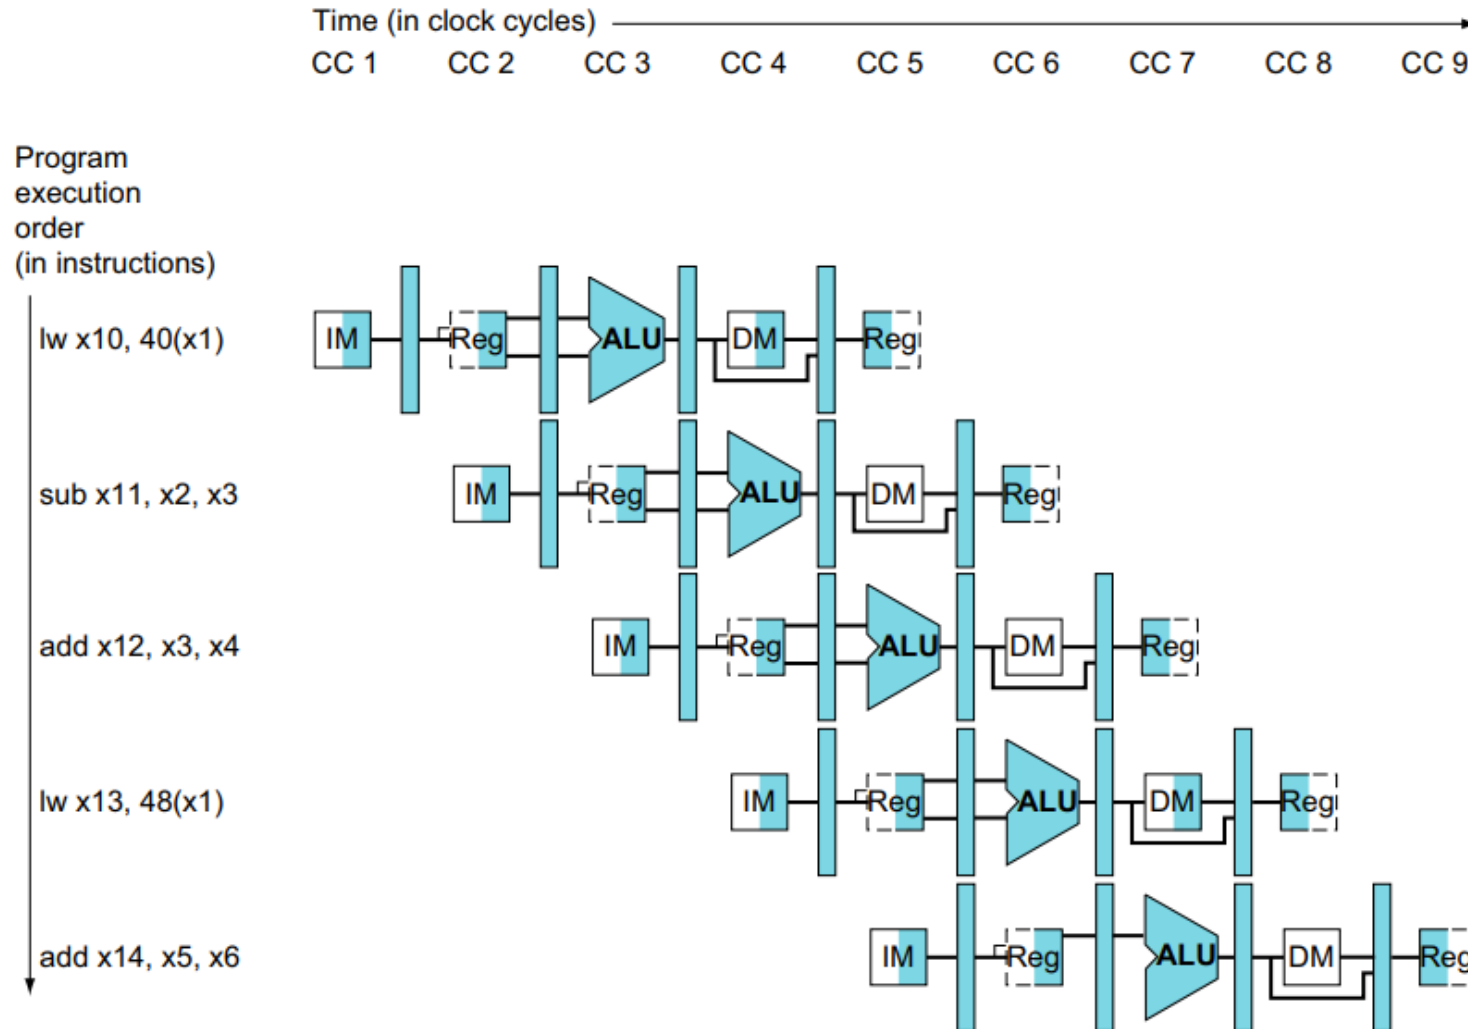 Time (in clock cycles)
CC 1 CC 2 CC 3 CC 4 CC 5 CC 6 CC 7 CC 8 CC 9
Program
execution
order
(in instructions)
lw x10, 40(x1) IM Reg ALU DM Reg
sub x11, x2, x3 IM Reg ALU DM Reg
add x12, x3, x4 IM Reg ALU DM Reg
lw x13, 48(x1) IM Reg ALU DM Reg
add x14, x5, x6 IM Reg ALU DM Reg